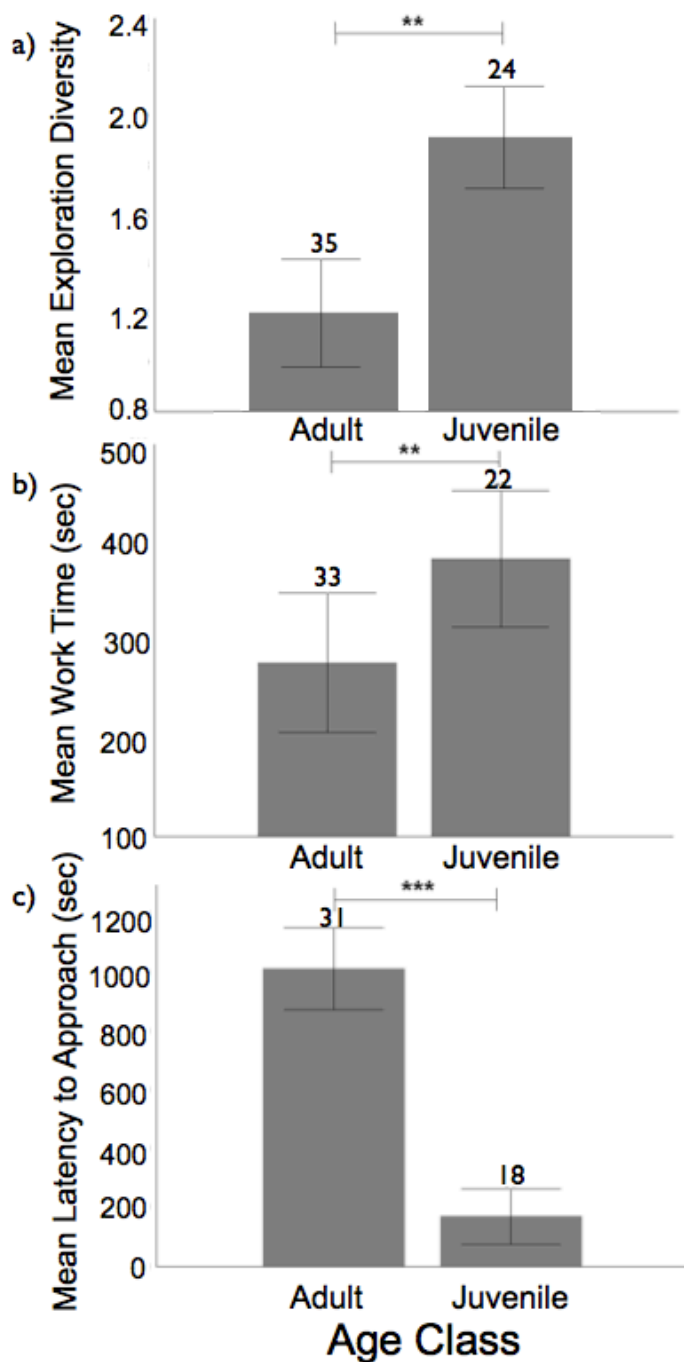 a)
Mean Exploration Diversity
2.4
2.0
1.6
1.2
0.8
**
35
24
Adult Juvenile
b)
Mean Work Time (sec)
500
400
300
200
100
**
33
22
Adult Juvenile
c)
Mean Latency to Approach (sec)
1200
1000
800
600
400
200
0
***
31
18
Adult Juvenile
Age Class